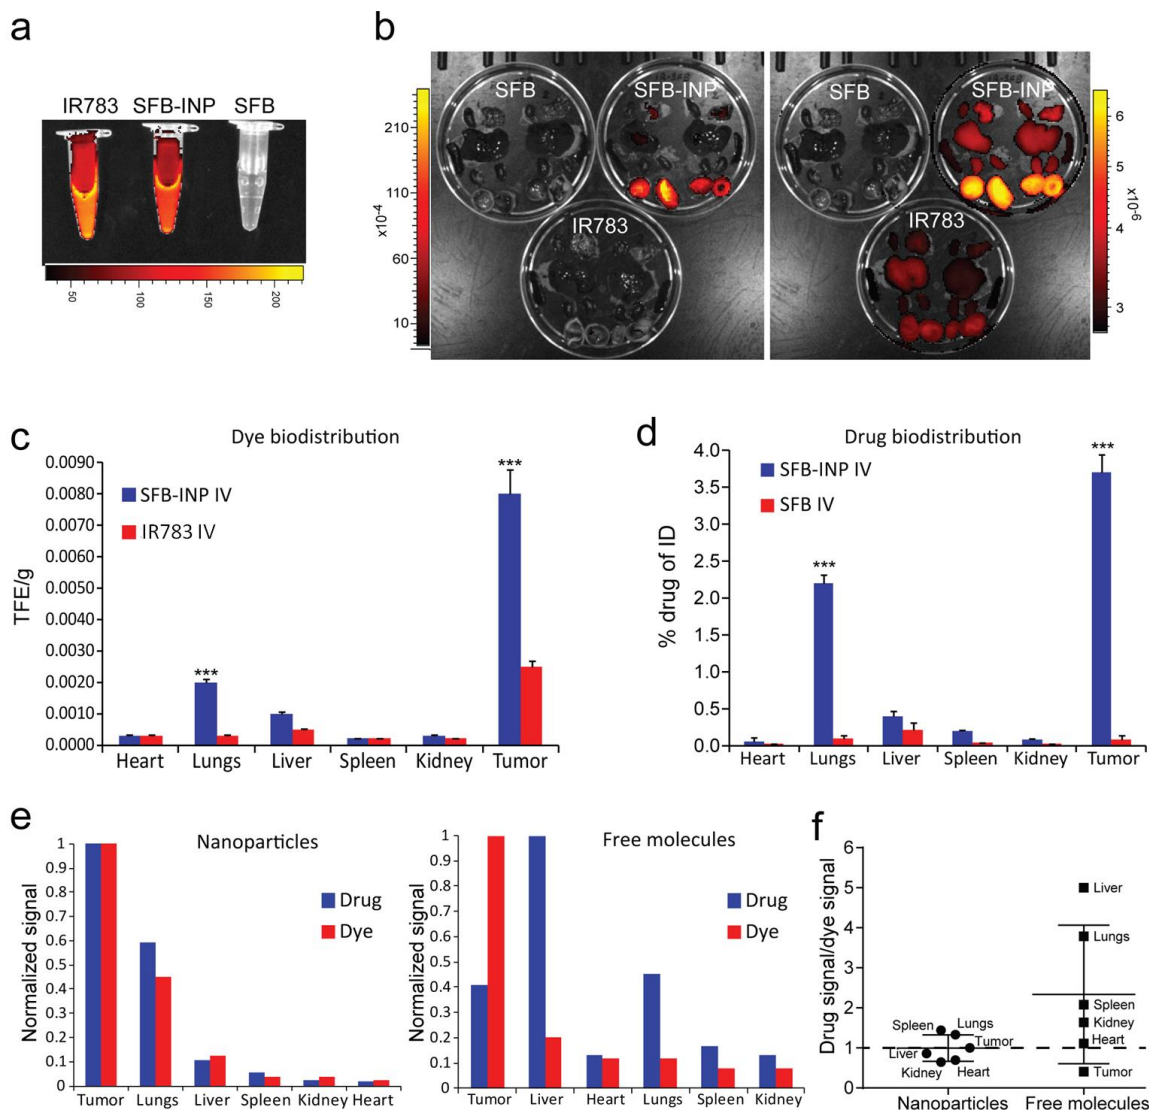 a
IR783 SFB-INP SFB
50 100 150 200
b
SFB SFB-INP
IR783
210
110
60
10
x10-4
SFB SFB-INP
IR783
6
5
4
3
x10-6
c
Dye biodistribution
0.0090
0.0080
0.0070
0.0060
0.0050
0.0040
0.0030
0.0020
0.0010
0.0000
TFE/g
SFB-INP IV
IR783 IV
***
***
Heart Lungs Liver Spleen Kidney Tumor
d
Drug biodistribution
4.0
3.5
3.0
2.5
2.0
1.5
1.0
0.5
0.0
% drug of ID
SFB-INP IV
SFB IV
***
***
Heart Lungs Liver Spleen Kidney Tumor
e
Nanoparticles
1
0.9
0.8
0.7
0.6
0.5
0.4
0.3
0.2
0.1
0
Normalized signal
Drug
Dye
Tumor Lungs Liver Spleen Kidney Heart
Free molecules
1
0.9
0.8
0.7
0.6
0.5
0.4
0.3
0.2
0.1
0
Normalized signal
Drug
Dye
Tumor Liver Heart Lungs Spleen Kidney
f
6
5
4
3
2
1
0
Drug signal/dye signal
Liver
Lungs
Spleen
Kidney
Heart
Tumor
Spleen Lungs
Tumor
Liver
Kidney Heart
Nanoparticles Free molecules